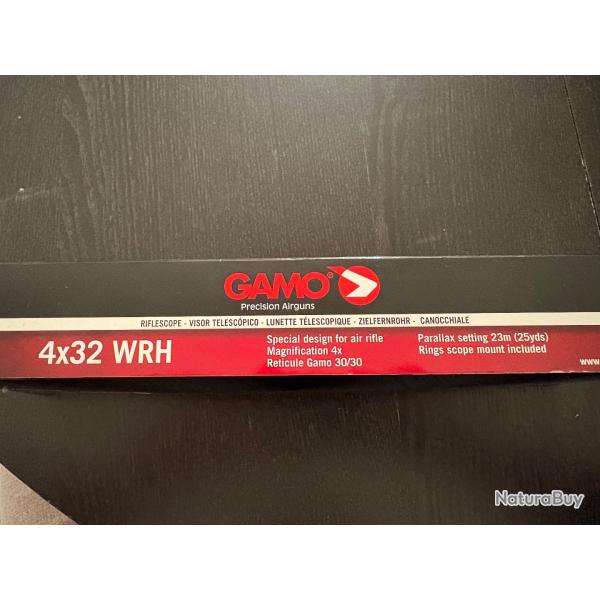 GAMO®
Precision Airguns
RIFLESCOPE - VISOR TELESCÓPICO - LUNETTE TÉLESCOPIQUE - ZIELFERNROHR - CANOCCHIALE
4x32 WRH
Special design for air rifle
Magnification 4x
Reticule Gamo 30/30
Parallax setting 23m (25yds)
Rings scope mount included
www.
NaturaBuy